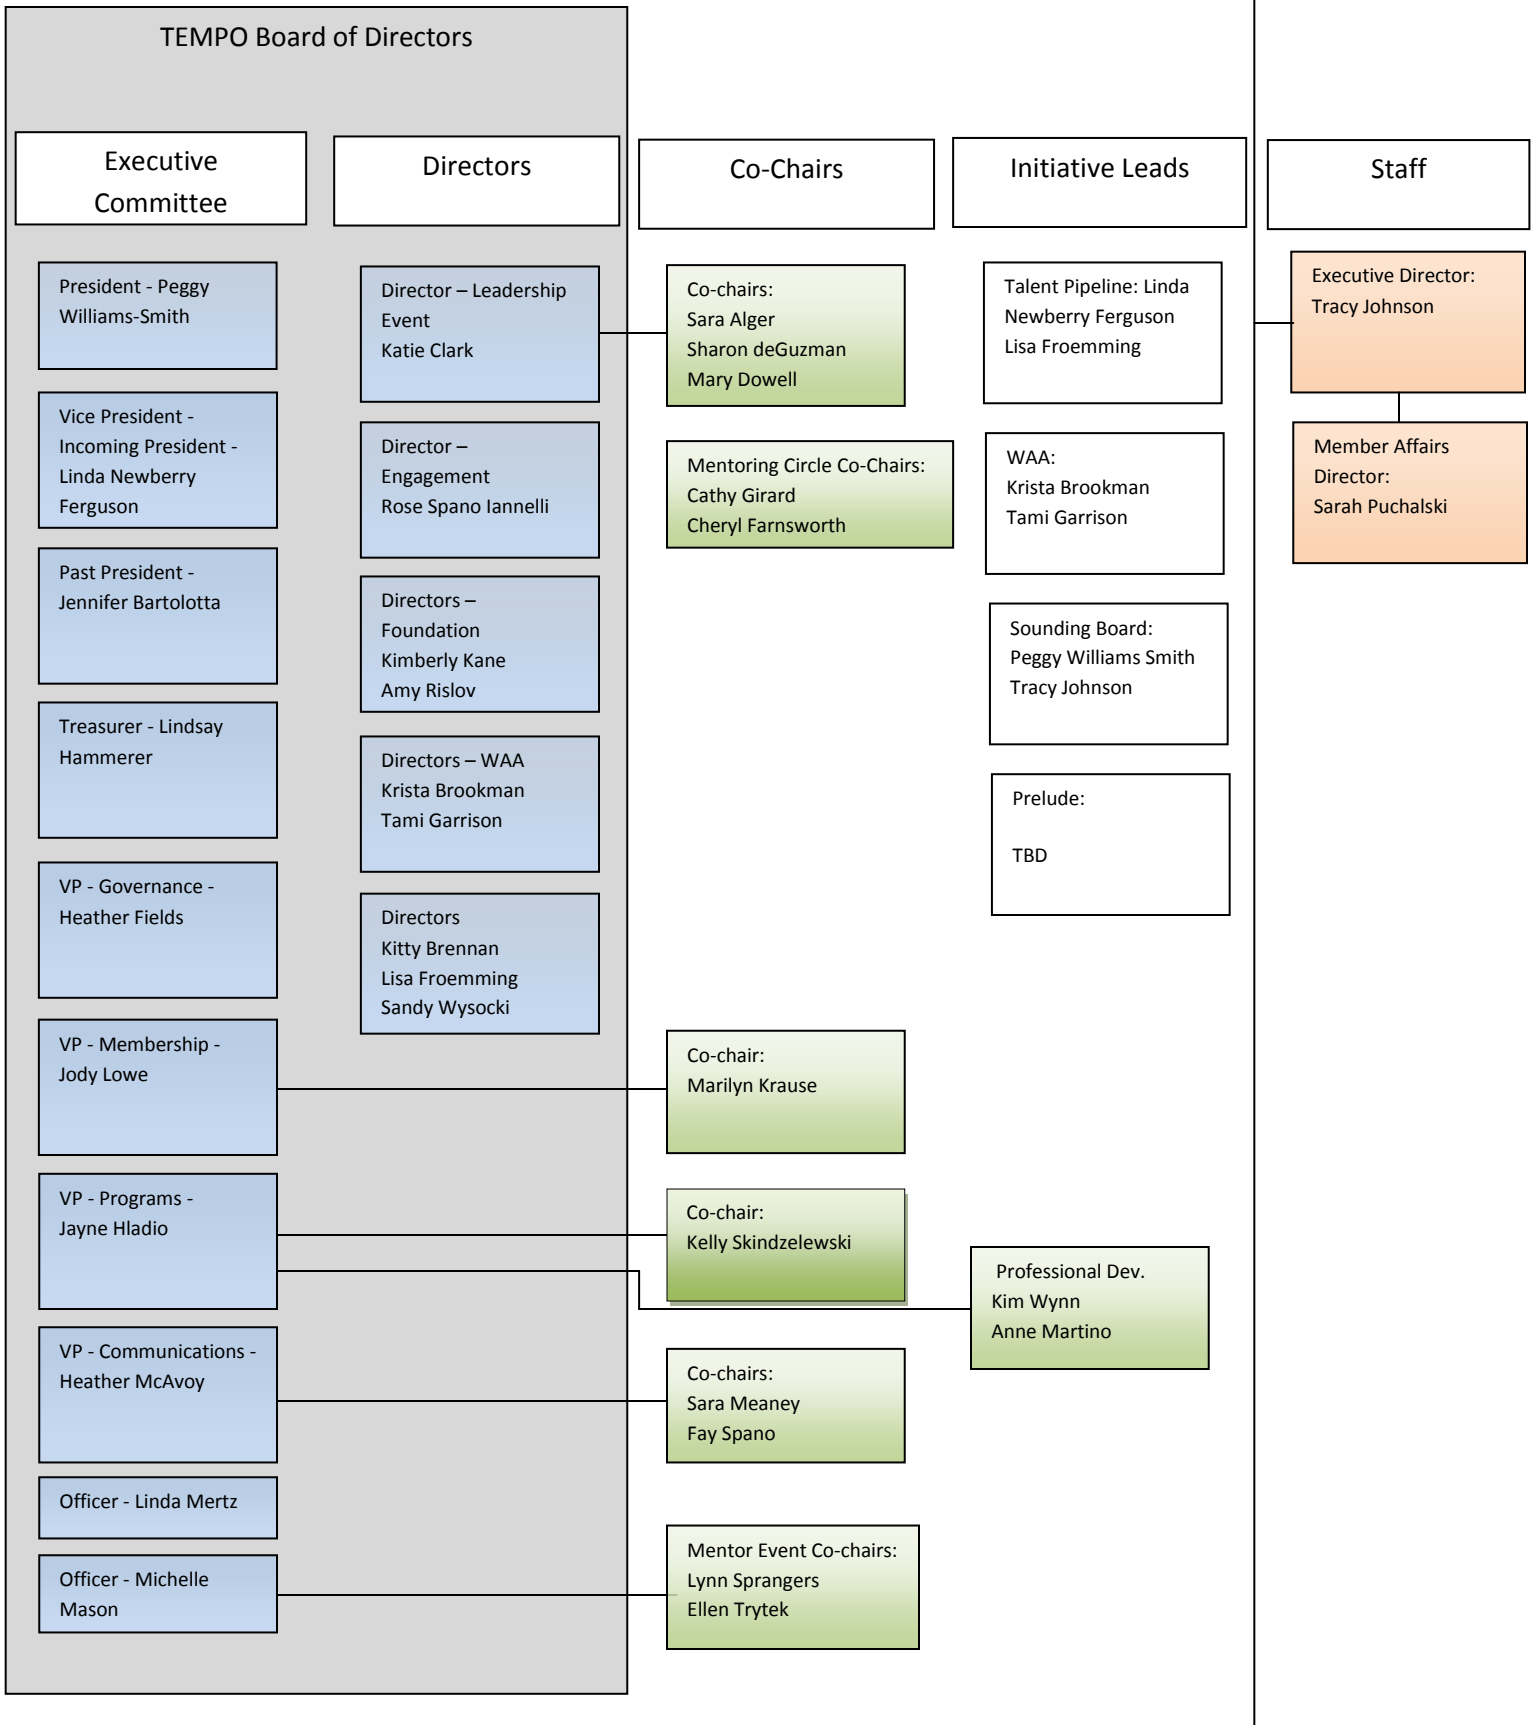 TEMPO Board of Directors
Executive
Committee
Directors
Co-Chairs
Initiative Leads
Staff
President - Peggy
Williams-Smith
Vice President -
Incoming President -
Linda Newberry
Ferguson
Past President -
Jennifer Bartolotta
Treasurer - Lindsay
Hammerer
VP - Governance -
Heather Fields
VP - Membership -
Jody Lowe
VP - Programs -
Jayne Hladio
VP - Communications -
Heather McAvoy
Officer - Linda Mertz
Officer - Michelle
Mason
Director – Leadership
Event
Katie Clark
Director –
Engagement
Rose Spano Iannelli
Directors –
Foundation
Kimberly Kane
Amy Rislov
Directors – WAA
Krista Brookman
Tami Garrison
Directors
Kitty Brennan
Lisa Froemming
Sandy Wysocki
Co-chairs:
Sara Alger
Sharon deGuzman
Mary Dowell
Mentoring Circle Co-Chairs:
Cathy Girard
Cheryl Farnsworth
Co-chair:
Marilyn Krause
Co-chair:
Kelly Skindzelewski
Co-chairs:
Sara Meaney
Fay Spano
Mentor Event Co-chairs:
Lynn Sprangers
Ellen Trytek
Talent Pipeline: Linda
Newberry Ferguson
Lisa Froemming
WAA:
Krista Brookman
Tami Garrison
Sounding Board:
Peggy Williams Smith
Tracy Johnson
Prelude:
TBD
Professional Dev.
Kim Wynn
Anne Martino
Executive Director:
Tracy Johnson
Member Affairs
Director:
Sarah Puchalski